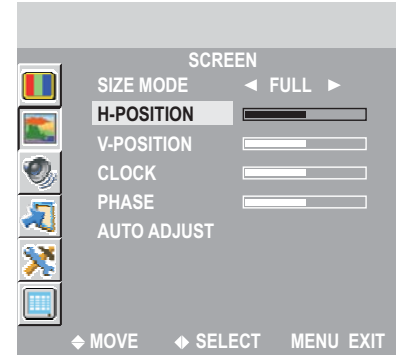 SCREEN
SIZE MODE ◄ FULL ►
H-POSITION
V-POSITION
CLOCK
PHASE
AUTO ADJUST
MOVE SELECT MENU EXIT